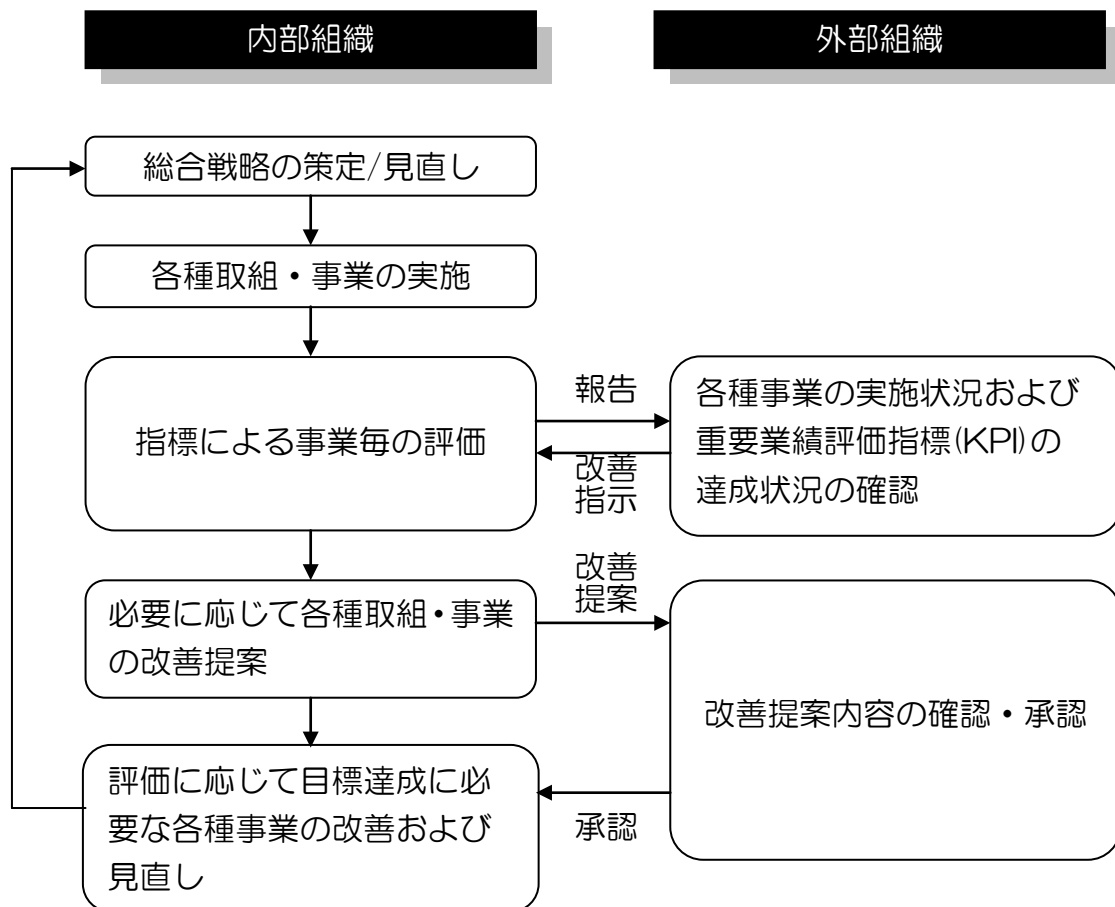 内部組織
外部組織
総合戦略の策定/見直し
各種取組・事業の実施
指標による事業毎の評価
報告
改善
指示
各種事業の実施状況および
重要業績評価指標(KPI)の
達成状況の確認
必要に応じて各種取組・事業
の改善提案
改善
提案
改善提案内容の確認・承認
評価に応じて目標達成に必
要な各種事業の改善および
見直し
承認